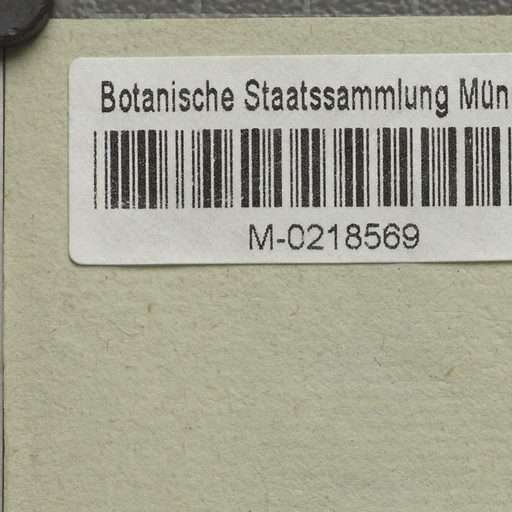 Botanische Staatssammlung Mün
M-0218569